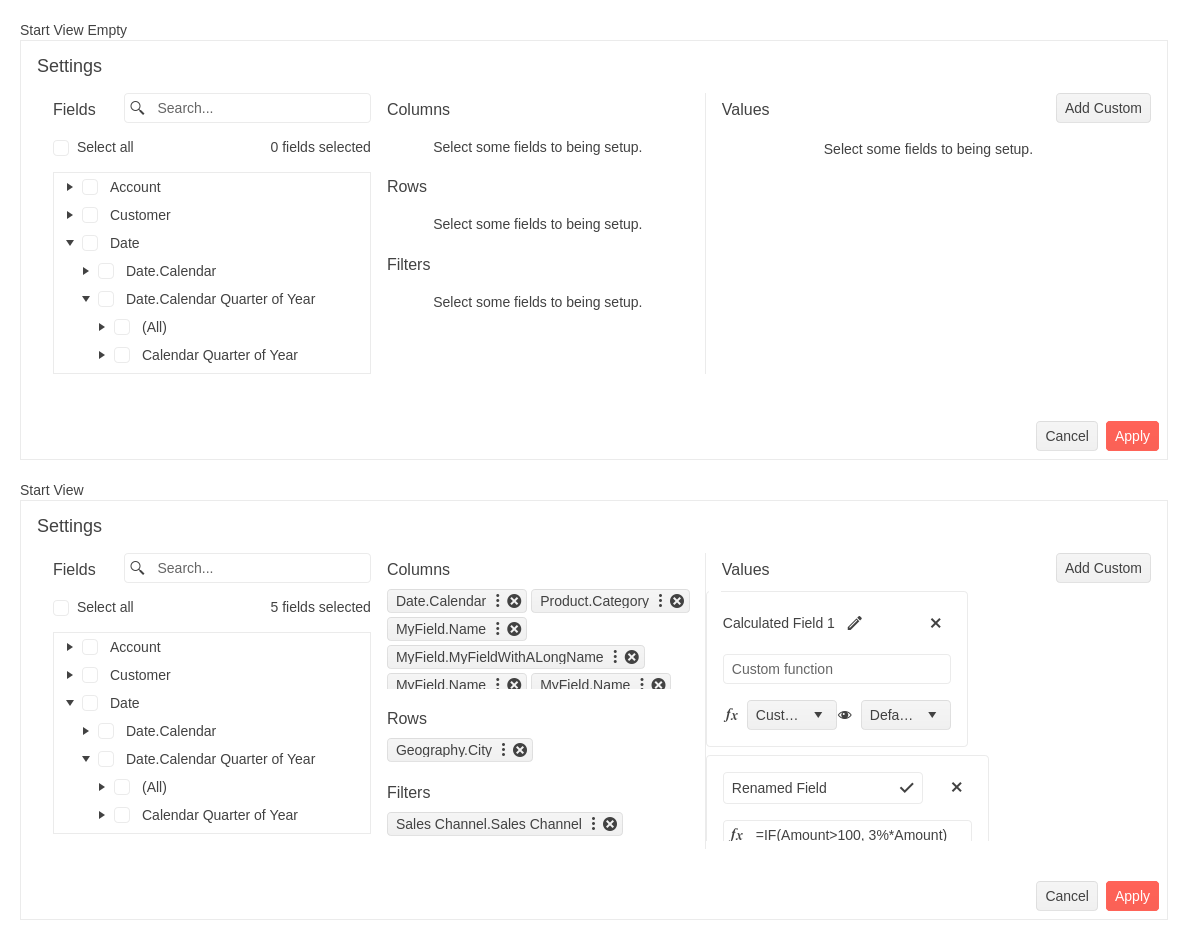 Start View Empty
Settings
Fields
Search...
Select all
0 fields selected
Account
Customer
Date
Date.Calendar
Date.Calendar Quarter of Year
(All)
Calendar Quarter of Year
Columns
Select some fields to being setup.
Rows
Select some fields to being setup.
Filters
Select some fields to being setup.
Values
Add Custom
Select some fields to being setup.
Cancel
Apply
Start View
Settings
Fields
Search...
Select all
5 fields selected
Account
Customer
Date
Date.Calendar
Date.Calendar Quarter of Year
(All)
Calendar Quarter of Year
Columns
Date.Calendar Product.Category
MyField.Name
MyField.MyFieldWithALongName
MyField.Name MyField.Name
Rows
Geography.City
Filters
Sales Channel.Sales Channel
Values
Add Custom
Calculated Field 1
Custom function
fx Cust... Defa...
Renamed Field
fx =IF(Amount>100, 3%*Amount)
Cancel
Apply